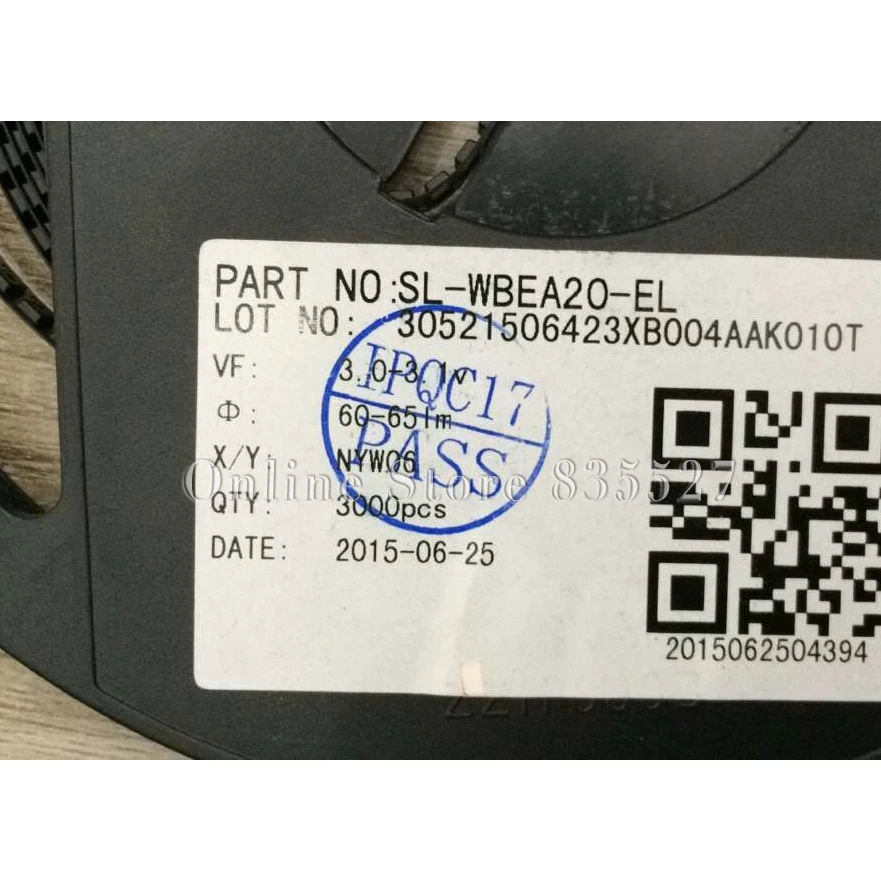 PART NO:SL-WBEA20-EL
LOT NO: 30521506423XB004AAK010T
VF: 3.0-3.1v
Φ: 60-65lm
X/Y: NYW06
QTY: 3000pcs
DATE: 2015-06-25
IPQC17
PASS
Online Store 835527
2015062504394